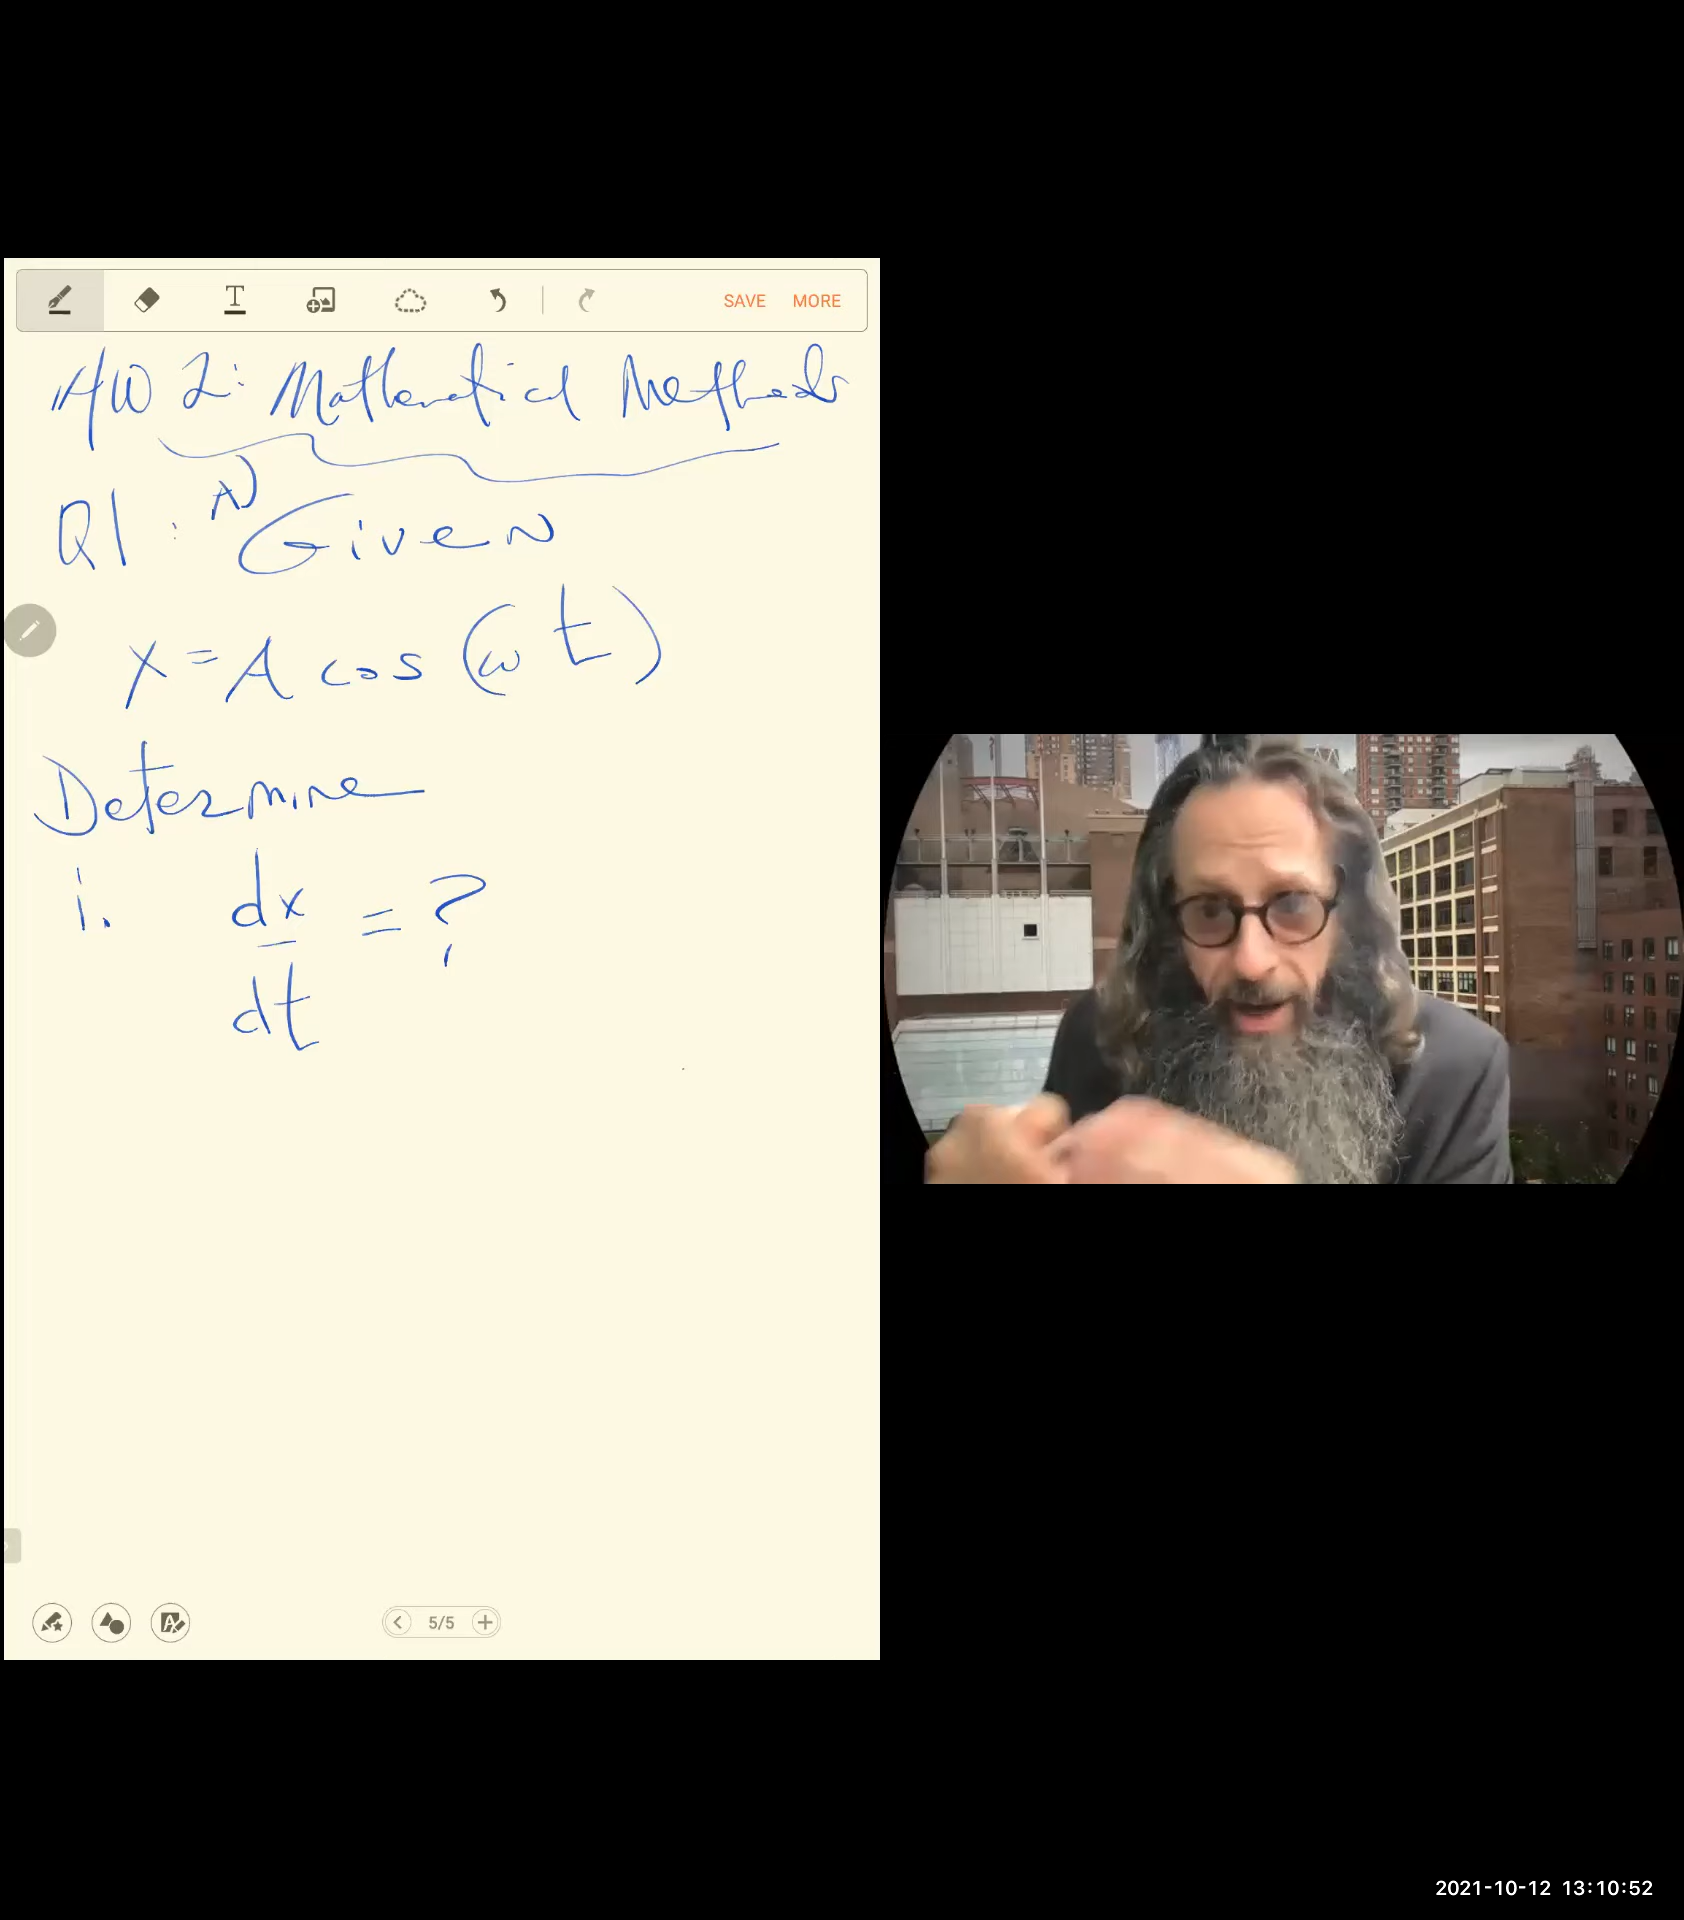 T
SAVE MORE
HW 2: Mathematical Methods
Q1: A) Given
x = A cos (ω t)
Determine
i. dx = ?
dt
5/5
2021-10-12 13:10:52